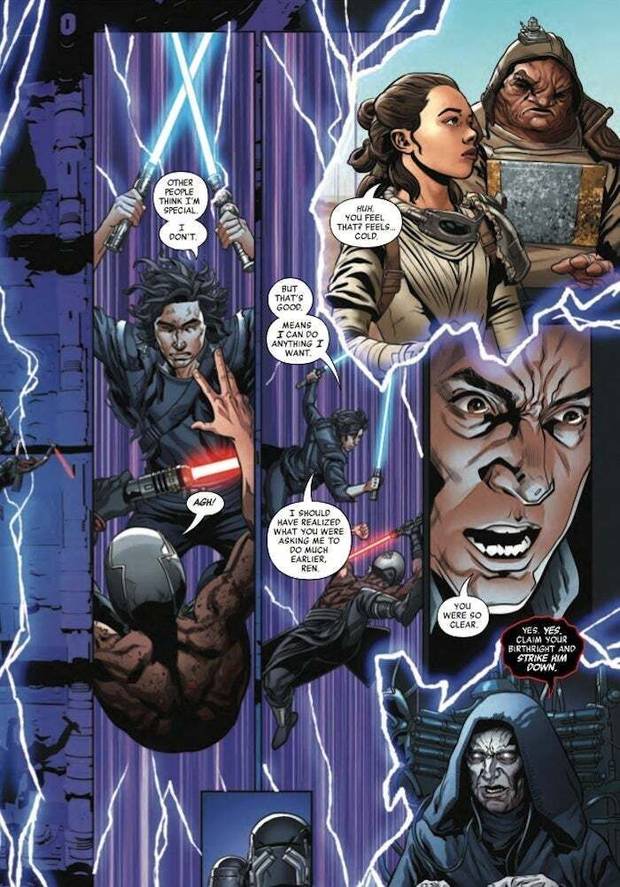 OTHER
PEOPLE
THINK I'M
SPECIAL.
I
DON'T.
AGH!
BUT
THAT'S
GOOD.
MEANS
I CAN DO
ANYTHING I
WANT.
I SHOULD
HAVE REALIZED
WHAT YOU WERE
ASKING ME TO
DO MUCH
EARLIER,
REN.
HUH.
YOU FEEL
THAT? FEELS...
COLD.
YOU
WERE SO
CLEAR.
YES. YES.
CLAIM YOUR
BIRTHRIGHT AND
STRIKE HIM
DOWN.